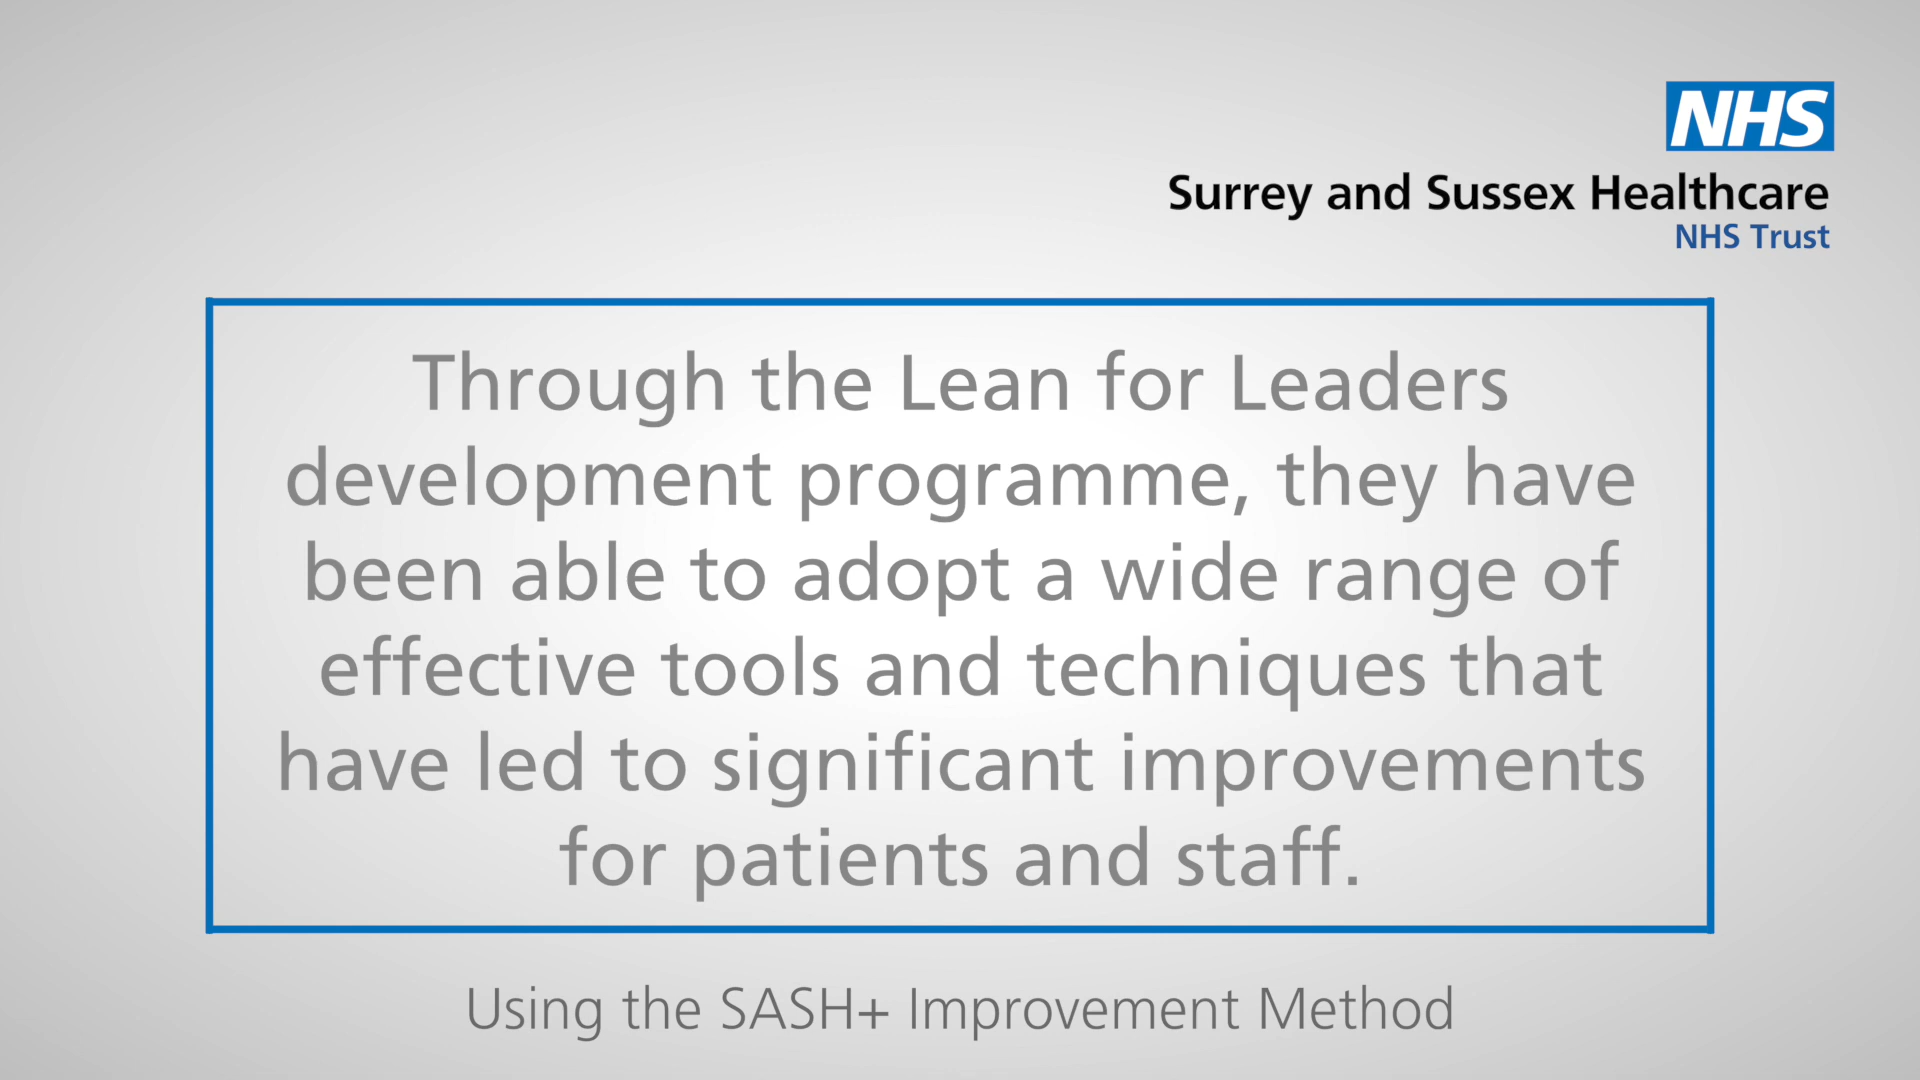 NHS
Surrey and Sussex Healthcare
NHS Trust
Through the Lean for Leaders
development programme, they have
been able to adopt a wide range of
effective tools and techniques that
have led to significant improvements
for patients and staff.
Using the SASH+ Improvement Method